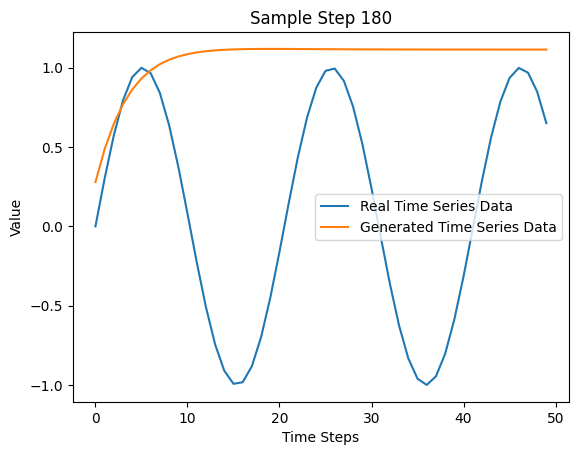 Sample Step 180
Value
1.0
0.5
0.0
−0.5
−1.0
Real Time Series Data
Generated Time Series Data
0 10 20 30 40 50
Time Steps